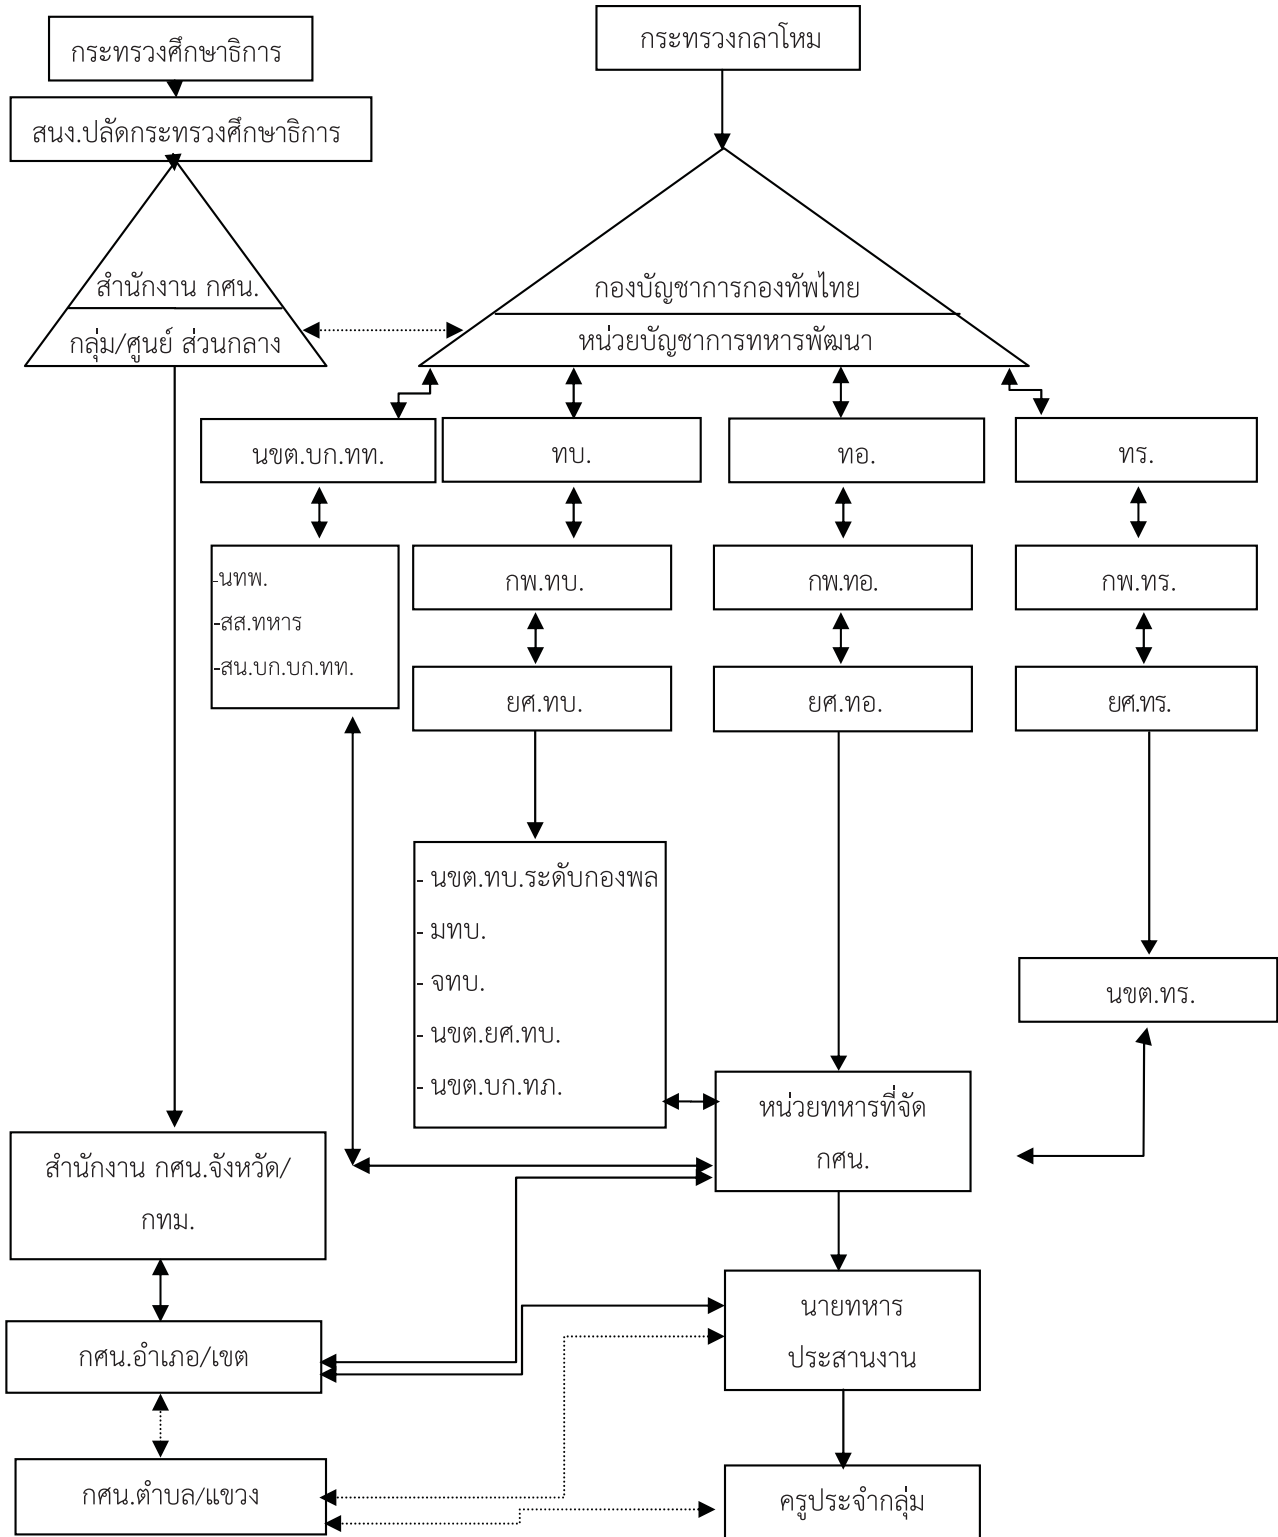 กระทรวงศึกษาธิการ
กระทรวงกลาโหม
สนง.ปลัดกระทรวงศึกษาธิการ
สำนักงาน กศน.
กลุ่ม/ศูนย์ ส่วนกลาง
กองบัญชาการกองทัพไทย
หน่วยบัญชาการทหารพัฒนา
นขต.บก.ทท.
ทบ.
ทอ.
ทร.
-นทพ.
-สส.ทหาร
-สน.บก.บก.ทท.
กพ.ทบ.
กพ.ทอ.
กพ.ทร.
ยศ.ทบ.
ยศ.ทอ.
ยศ.ทร.
- นขต.ทบ.ระดับกองพล
- มทบ.
- จทบ.
- นขต.ยศ.ทบ.
- นขต.บก.ทภ.
นขต.ทร.
หน่วยทหารที่จัด
กศน.
สำนักงาน กศน.จังหวัด/
กทม.
นายทหาร
ประสานงาน
กศน.อำเภอ/เขต
กศน.ตำบล/แขวง
ครูประจำกลุ่ม